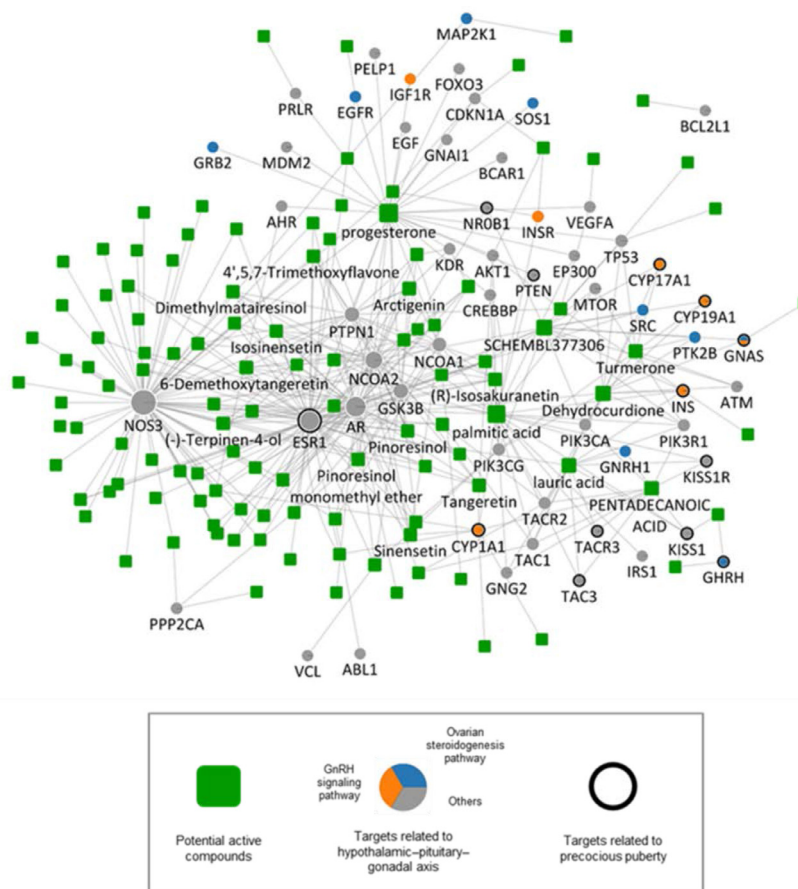 MAP2K1
PELP1
IGF1R
FOXO3
PRLR
EGFR
CDKN1A
SOS1
BCL2L1
EGF
GNAI1
GRB2
MDM2
BCAR1
AHR
progesterone
NR0B1
INSR
VEGFA
TP53
KDR
AKT1
EP300
CYP17A1
4',5,7-Trimethoxyflavone
PTEN
MTOR
Dimethylmatairesinol
Arctigenin
CREBBP
SRC
CYP19A1
PTPN1
SCHEMBL377306
PTK2B
GNAS
Isosinensetin
NCOA1
Turmerone
6-Demethoxytangeretin
NCOA2
(R)-Isosakuranetin
INS
ATM
NOS3
GSK3B
Dehydrocurdione
(-)-Terpinen-4-ol
ESR1
AR
palmitic acid
PIK3CA
PIK3R1
Pinoresinol
PIK3CG
GNRH1
KISS1R
Pinoresinol
monomethyl ether
lauric acid
Tangeretin
PENTADECANOIC
ACID
TACR2
Sinensetin
CYP1A1
TACR3
KISS1
TAC1
IRS1
GHRH
GNG2
TAC3
PPP2CA
VCL
ABL1
Ovarian
steroidogenesis
pathway
GnRH
signaling
pathway
Others
Potential active
compounds
Targets related to
hypothalamic–pituitary–
gonadal axis
Targets related to
precocious puberty